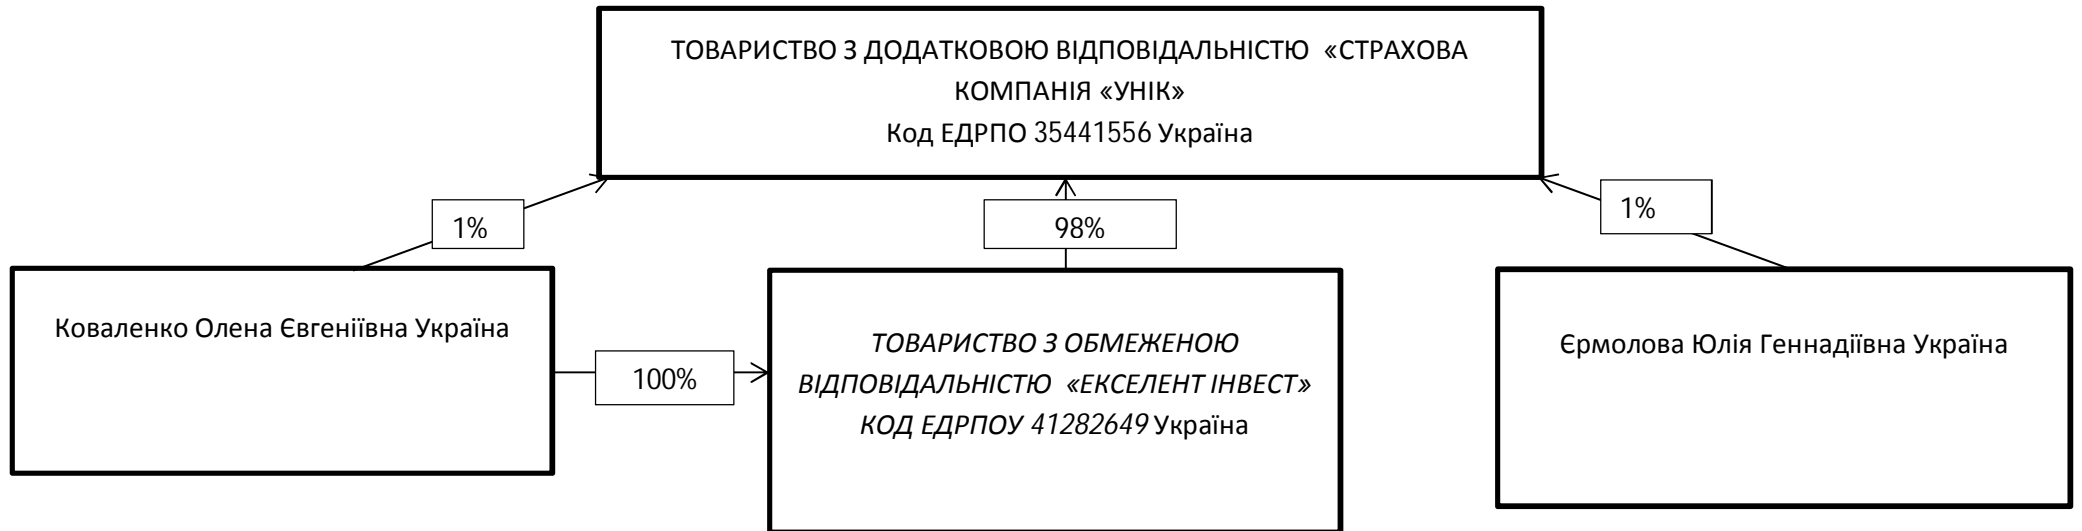 ТОВАРИСТВО З ДОДАТКОВОЮ ВІДПОВІДАЛЬНІСТЮ «СТРАХОВА
КОМПАНІЯ «УНІК»
Код ЕДРПО 35441556 Україна
1%
98%
1%
Коваленко Олена Євгеніївна Україна
100%
ТОВАРИСТВО З ОБМЕЖЕНОЮ
ВІДПОВІДАЛЬНІСТЮ «ЕКСЕЛЕНТ ІНВЕСТ»
КОД ЕДРПОУ 41282649 Україна
Єрмолова Юлія Геннадіївна Україна